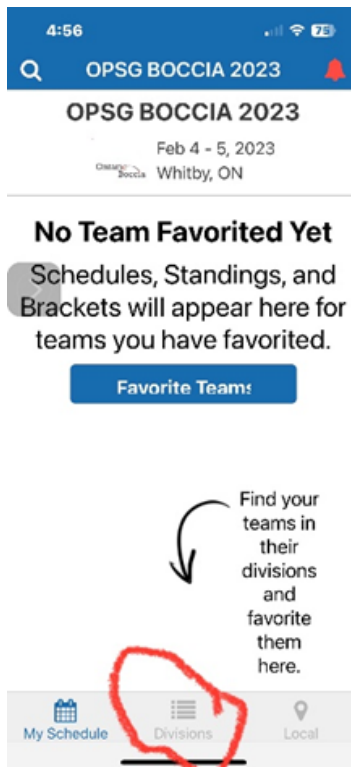 4:56
75
OPSG BOCCIA 2023
OPSG BOCCIA 2023
Feb 4 - 5, 2023
Ontario
Boccia
Whitby, ON
No Team Favorited Yet
Schedules, Standings, and
Brackets will appear here for
teams you have favorited.
Favorite Teams
Find your
teams in
their
divisions
and
favorite
them
here.
My Schedule
Divisions
Local